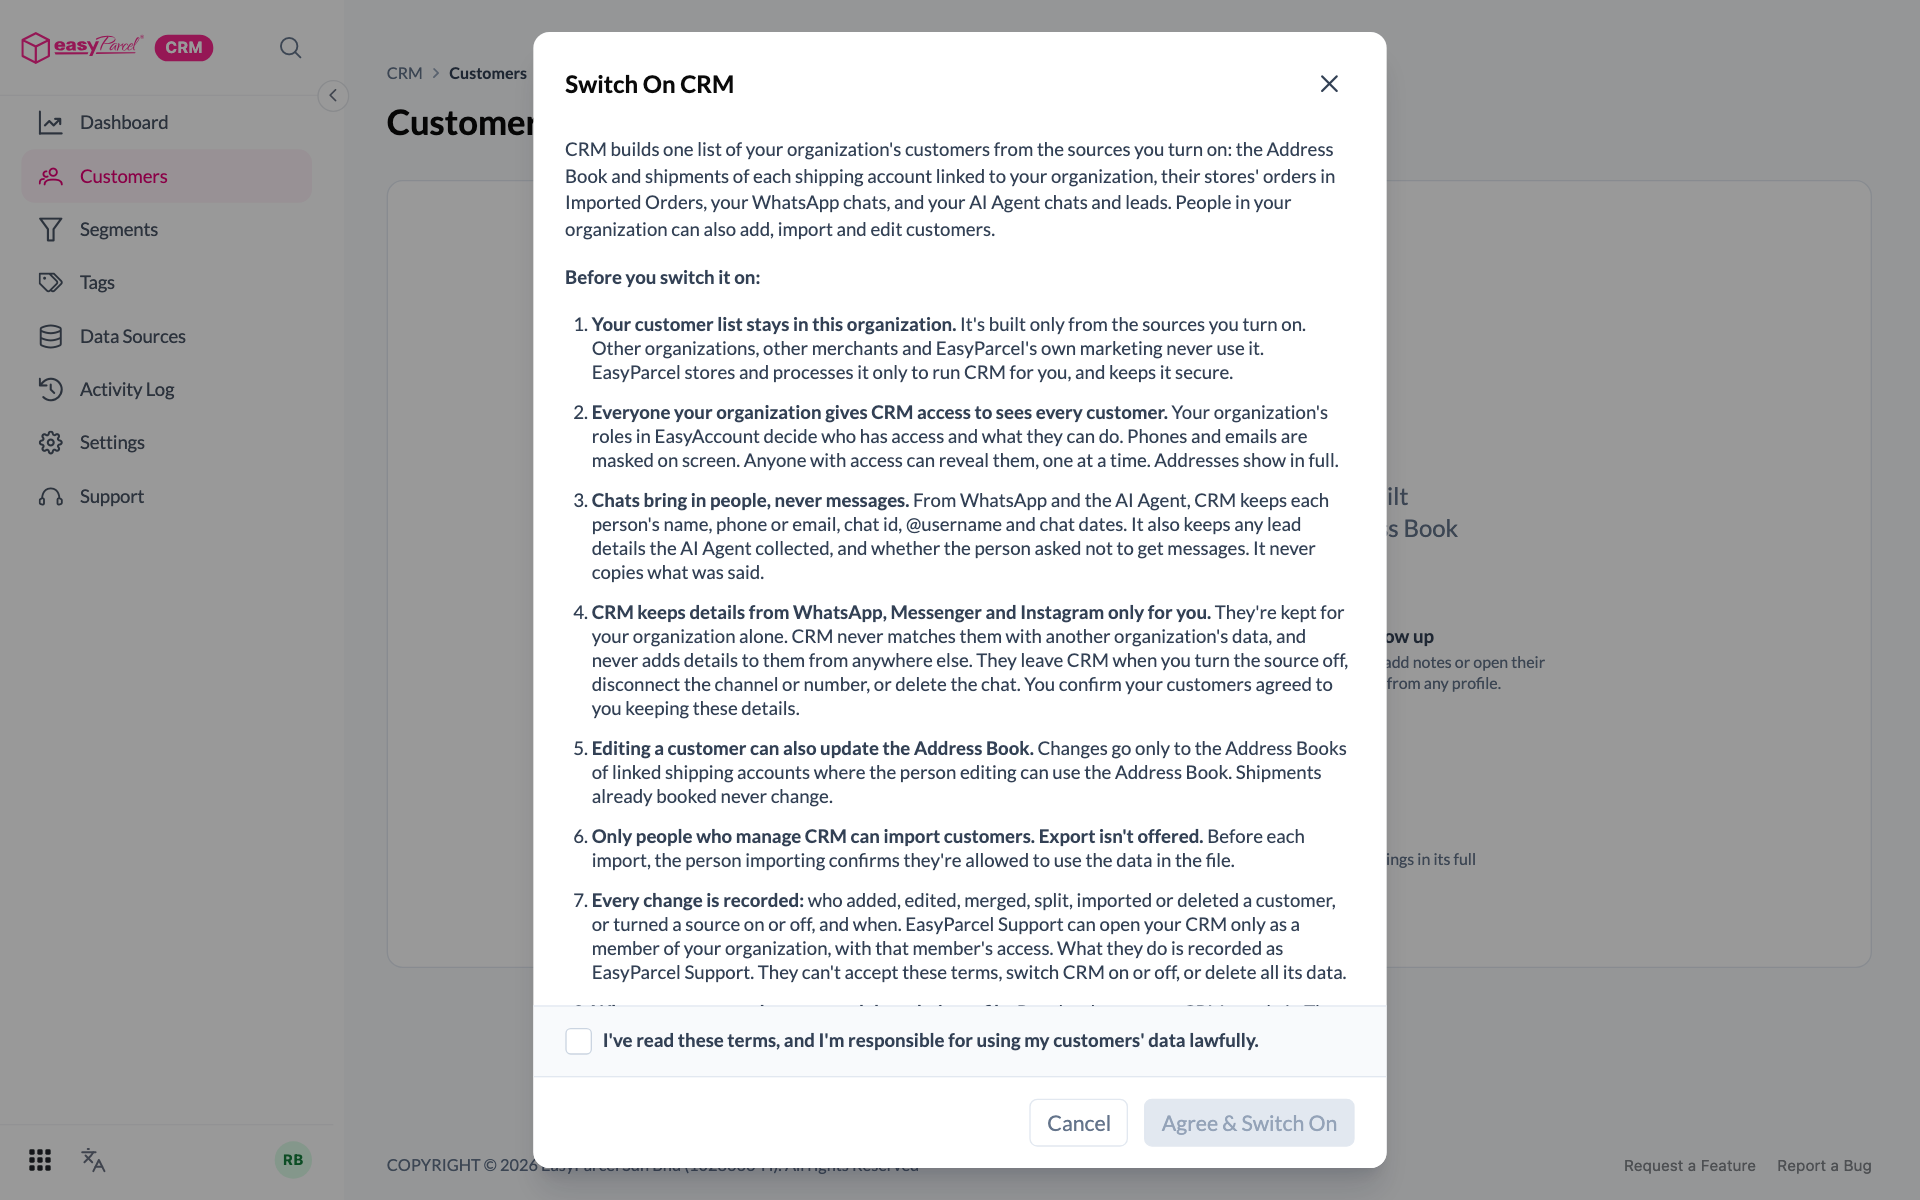 easyParcel CRM
Dashboard
Customers
Segments
Tags
Data Sources
Activity Log
Settings
Support
RB
CRM > Customers
Customer
Switch On CRM
CRM builds one list of your organization's customers from the sources you turn on: the Address
Book and shipments of each shipping account linked to your organization, their stores' orders in
Imported Orders, your WhatsApp chats, and your AI Agent chats and leads. People in your
organization can also add, import and edit customers.
Before you switch it on:
1. Your customer list stays in this organization. It's built only from the sources you turn on.
Other organizations, other merchants and EasyParcel's own marketing never use it.
EasyParcel stores and processes it only to run CRM for you, and keeps it secure.
2. Everyone your organization gives CRM access to sees every customer. Your organization's
roles in EasyAccount decide who has access and what they can do. Phones and emails are
masked on screen. Anyone with access can reveal them, one at a time. Addresses show in full.
3. Chats bring in people, never messages. From WhatsApp and the AI Agent, CRM keeps each
person's name, phone or email, chat id, @username and chat dates. It also keeps any lead
details the AI Agent collected, and whether the person asked not to get messages. It never
copies what was said.
4. CRM keeps details from WhatsApp, Messenger and Instagram only for you. They're kept for
your organization alone. CRM never matches them with another organization's data, and
never adds details to them from anywhere else. They leave CRM when you turn the source off,
disconnect the channel or number, or delete the chat. You confirm your customers agreed to
you keeping these details.
5. Editing a customer can also update the Address Book. Changes go only to the Address Books
of linked shipping accounts where the person editing can use the Address Book. Shipments
already booked never change.
6. Only people who manage CRM can import customers. Export isn't offered. Before each
import, the person importing confirms they're allowed to use the data in the file.
7. Every change is recorded: who added, edited, merged, split, imported or deleted a customer,
or turned a source on or off, and when. EasyParcel Support can open your CRM only as a
member of your organization, with that member's access. What they do is recorded as
EasyParcel Support. They can't accept these terms, switch CRM on or off, or delete all its data.
I've read these terms, and I'm responsible for using my customers' data lawfully.
Cancel
Agree & Switch On
ilt
s Book
ow up
add notes or open their
from any profile.
ings in its full
COPYRIGHT © 2026
Request a Feature
Report a Bug